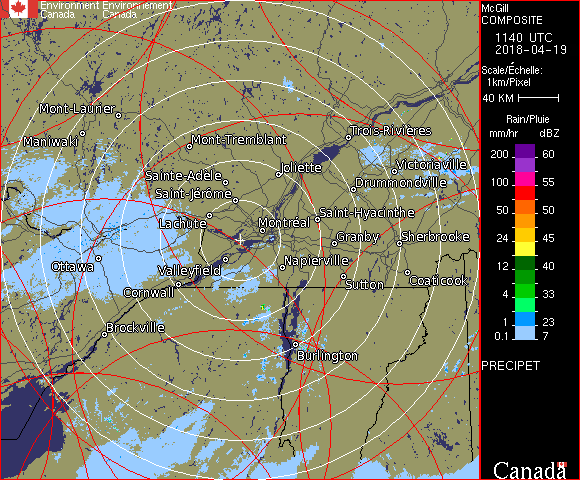 Environment Environnement
Canada Canada
Mont-Laurier
Maniwaki
Mont-Tremblant
Trois-Rivières
Sainte-Adèle
Joliette
Victoriaville
Saint-Jérôme
Drummondville
Lachute
Montréal
Saint-Hyacinthe
Granby
Sherbrooke
Ottawa
Valleyfield
Napierville
Cornwall
Sutton
Coaticook
Brockville
Burlington
McGill
COMPOSITE
1140 UTC
2018-04-19
Scale/Échelle:
1km/Pixel
40 KM
Rain/Pluie
mm/hr dBZ
200 60
150 57
100 55
50 50
24 45
12 40
4 33
1 23
0.1 7
PRECIPET
Canada